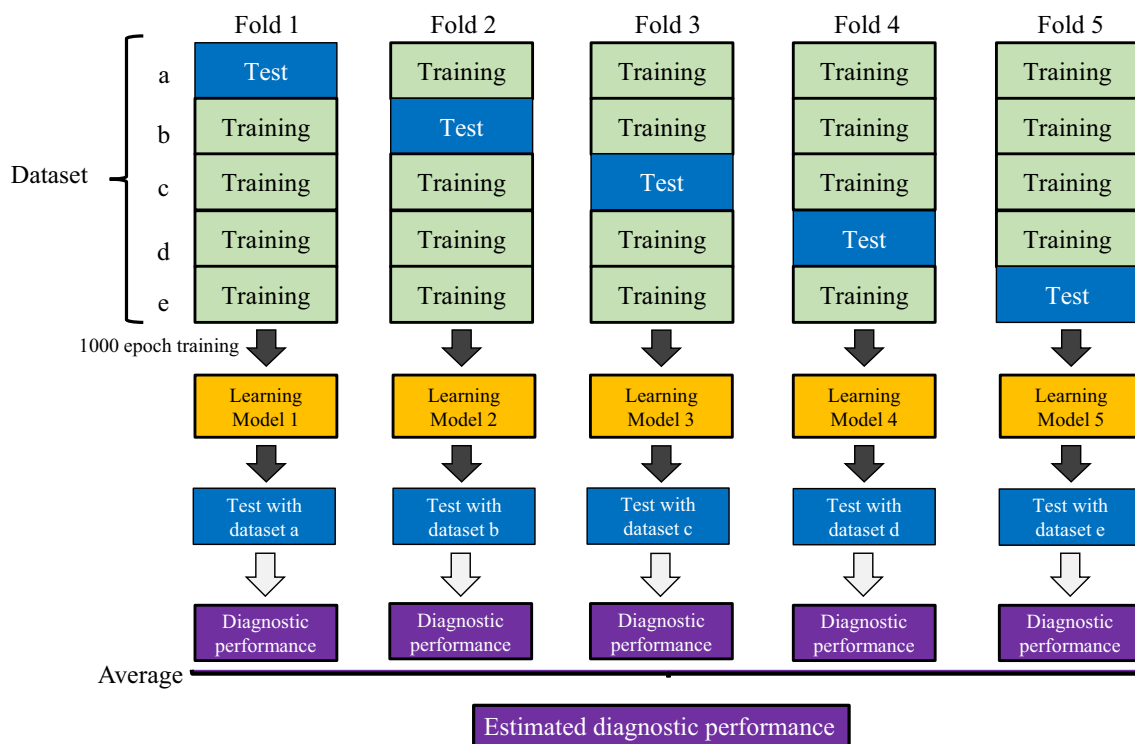 Fold 1 Fold 2 Fold 3 Fold 4 Fold 5
a Test Training Training Training Training
b Training Test Training Training Training
Dataset
c Training Training Test Training Training
d Training Training Training Test Training
e Training Training Training Training Test
1000 epoch training
Learning Learning Learning Learning Learning
Model 1 Model 2 Model 3 Model 4 Model 5
Test with Test with Test with Test with Test with
dataset a dataset b dataset c dataset d dataset e
Diagnostic Diagnostic Diagnostic Diagnostic Diagnostic
performance performance performance performance performance
Average
Estimated diagnostic performance